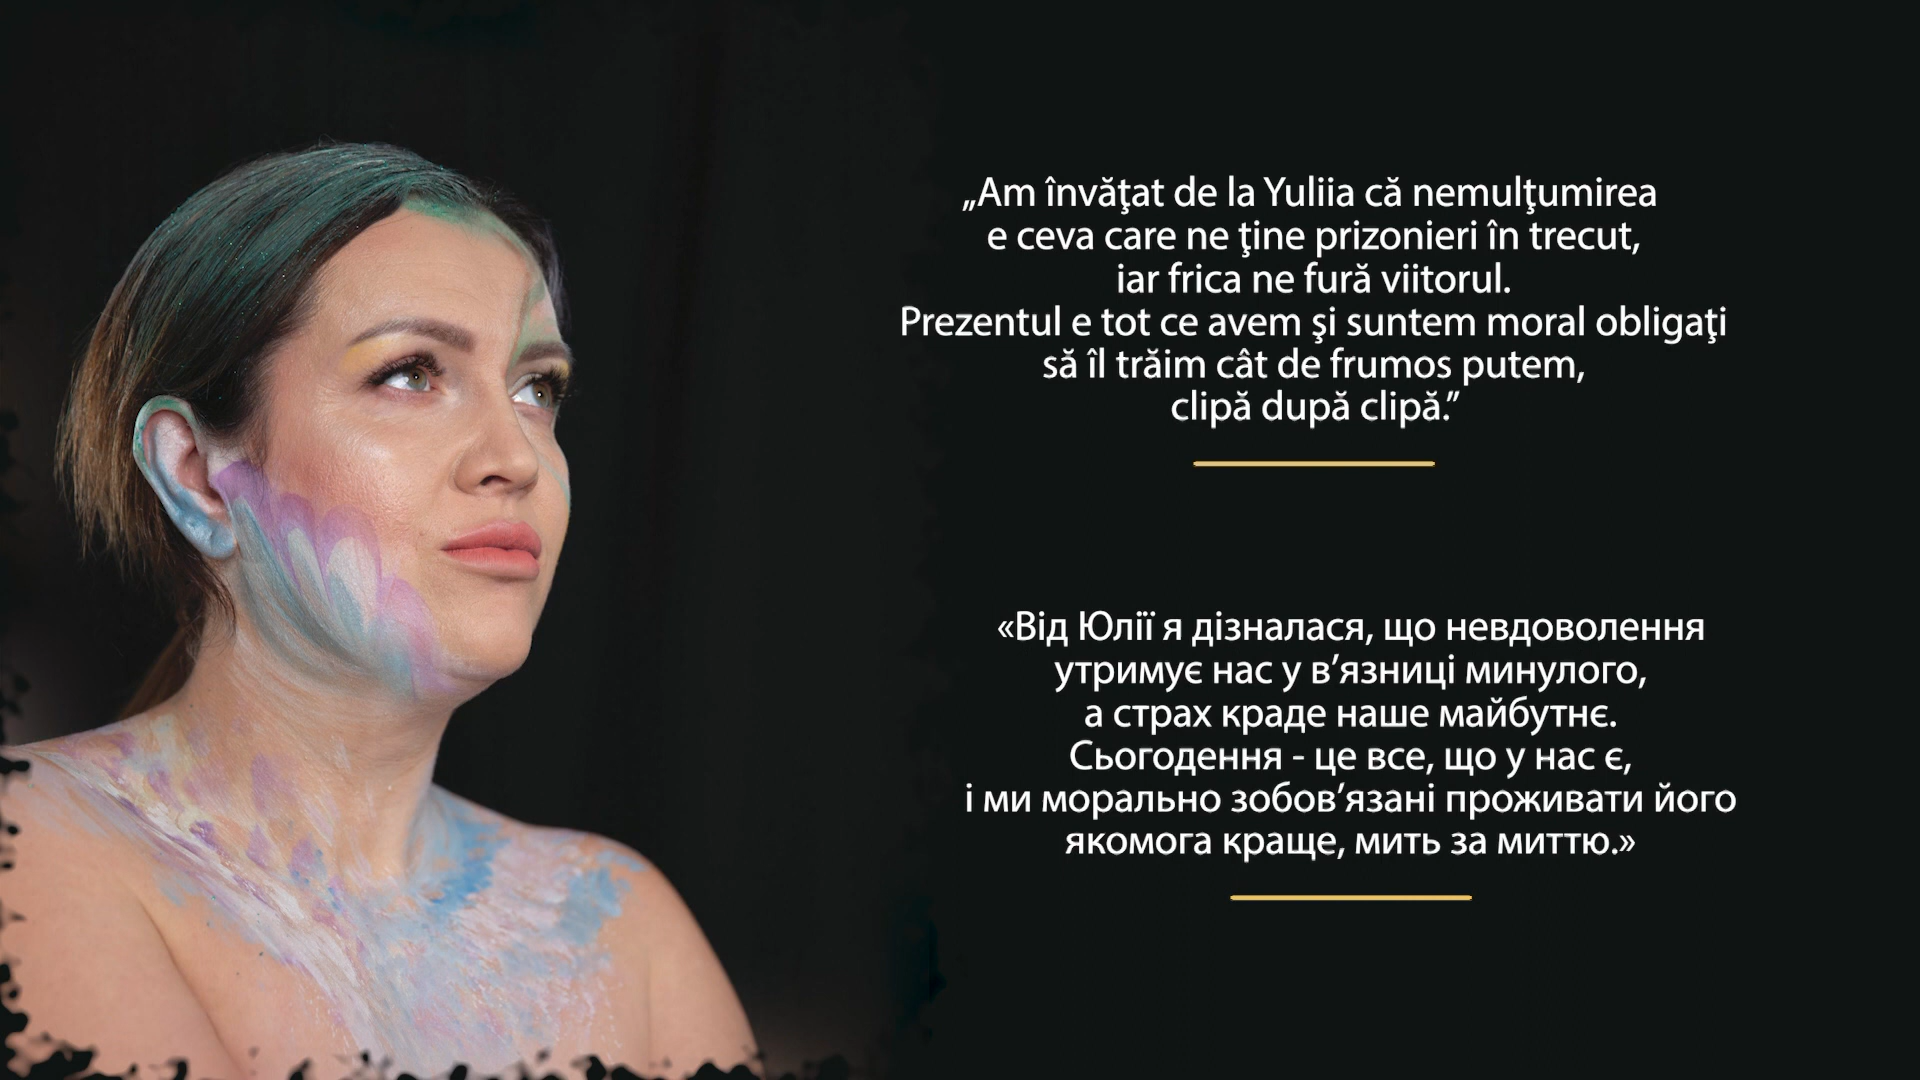 „Am învăţat de la Yuliia că nemulţumirea
e ceva care ne ţine prizonieri în trecut,
iar frica ne fură viitorul.
Prezentul e tot ce avem şi suntem moral obligaţi
să îl trăim cât de frumos putem,
clipă după clipă.”
«Від Юлії я дізналася, що невдоволення
утримує нас у в’язниці минулого,
а страх краде наше майбутнє.
Сьогодення - це все, що у нас є,
і ми морально зобов’язані проживати його
якомога краще, мить за миттю.»